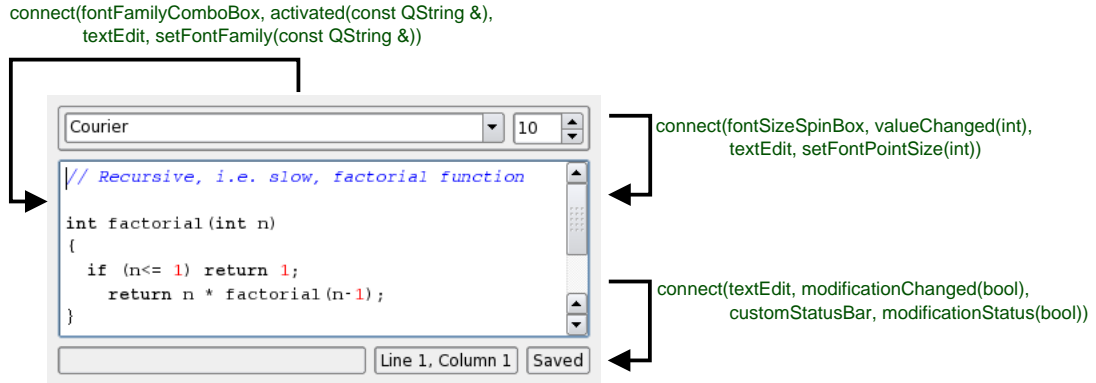 connect(fontFamilyComboBox, activated(const QString &),
textEdit, setFontFamily(const QString &))
Courier
10
connect(fontSizeSpinBox, valueChanged(int),
textEdit, setFontPointSize(int))
// Recursive, i.e. slow, factorial function
int factorial(int n)
{
if (n<= 1) return 1;
return n * factorial(n-1);
}
connect(textEdit, modificationChanged(bool),
customStatusBar, modificationStatus(bool))
Line 1, Column 1
Saved